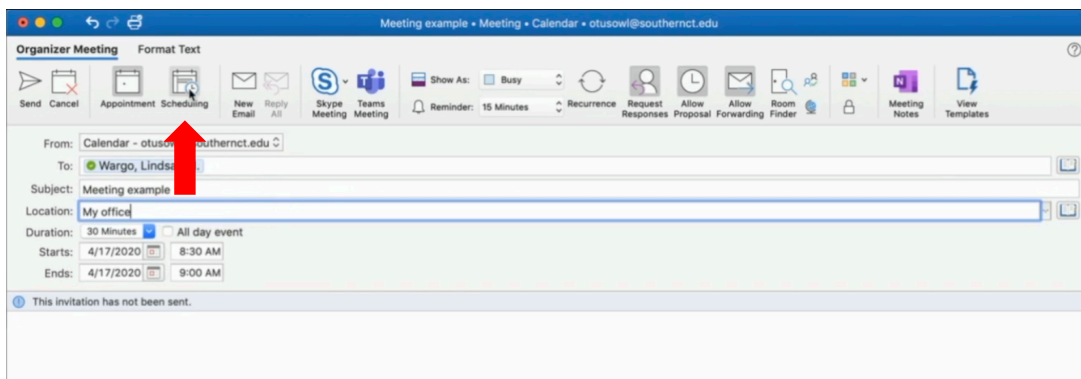 Meeting example • Meeting • Calendar • otusowl@southernct.edu
Organizer Meeting Format Text
Send Cancel Appointment Scheduling New Email Reply All Skype Meeting Teams Meeting Show As: Busy Reminder: 15 Minutes Recurrence Request Responses Allow Proposal Allow Forwarding Room Finder Meeting Notes View Templates
From: Calendar -
To: Wargo,
Subject: Meeting example
Location: My office
Duration: 30 Minutes All day event
Starts: 4/17/2020 8:30 AM
Ends: 4/17/2020 9:00 AM
This invitation has not been sent.